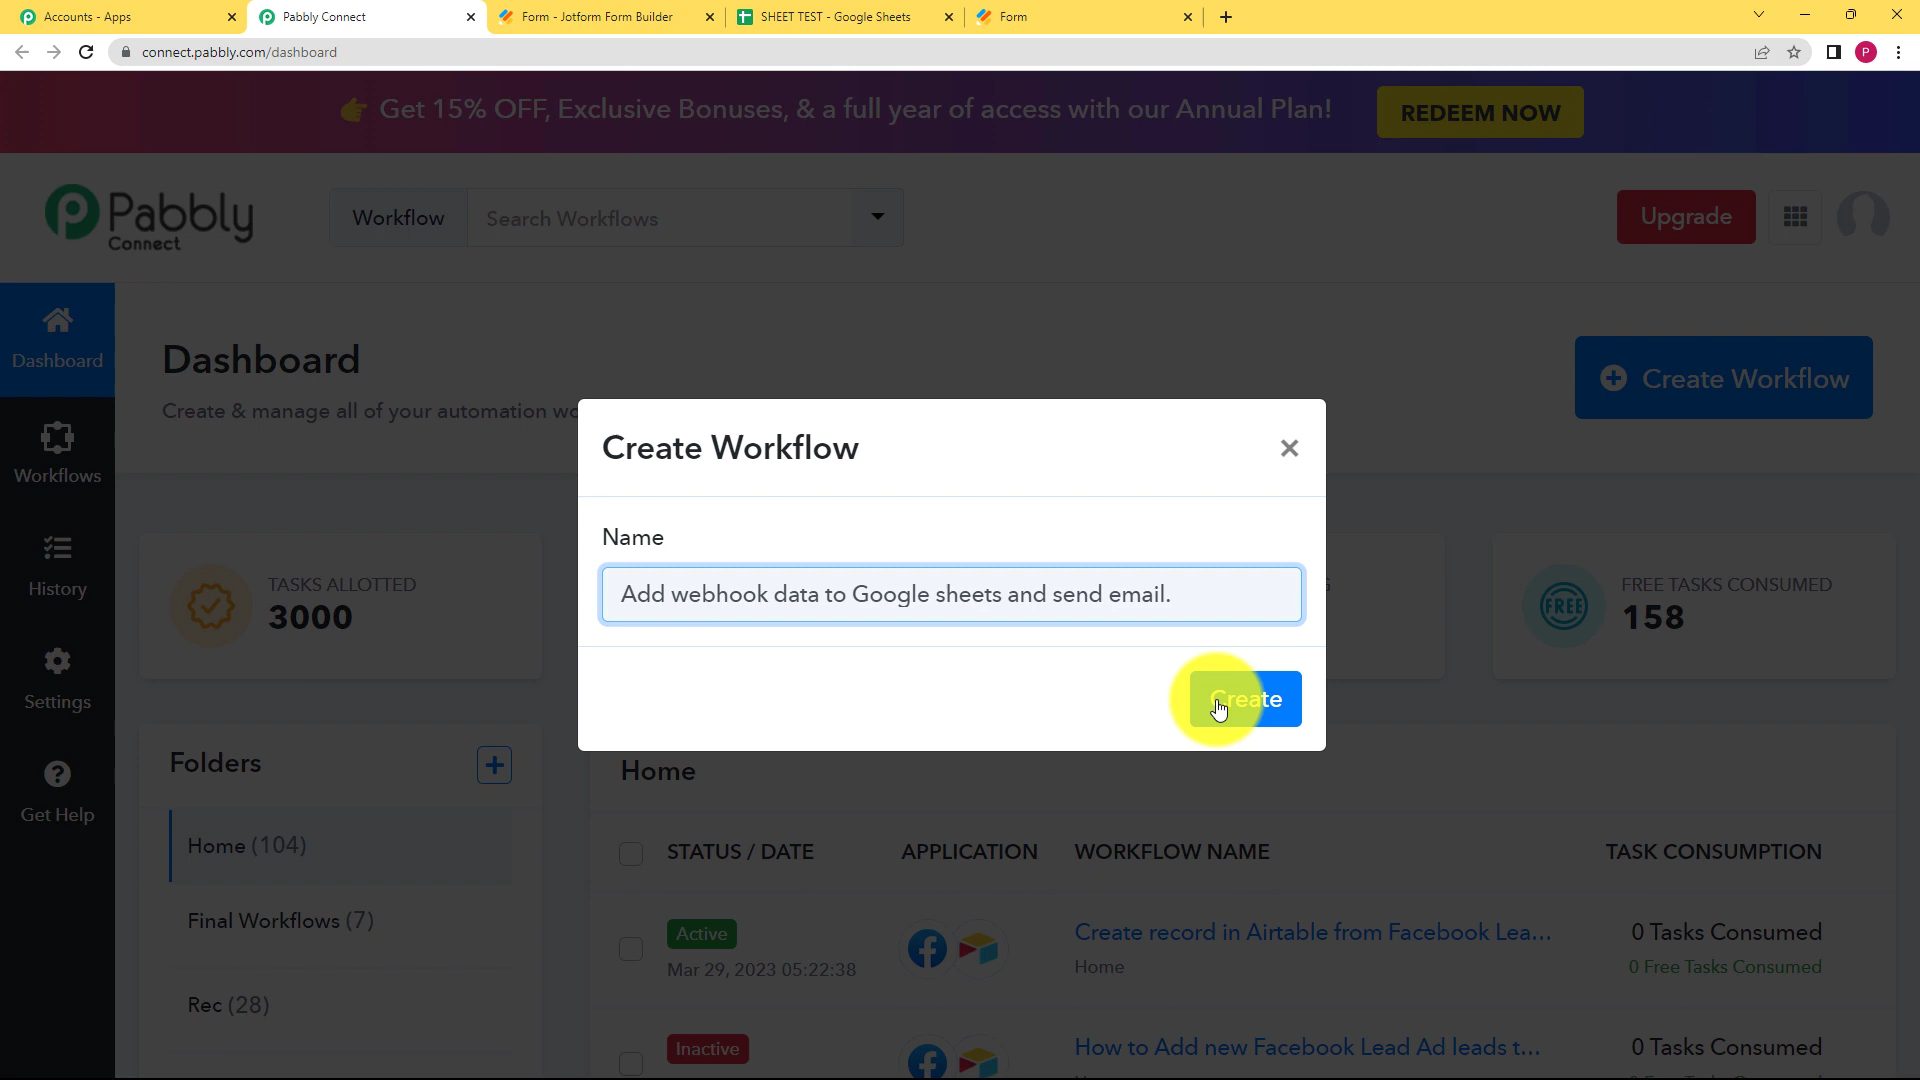 Accounts - Apps
Pabbly Connect
Form - Jotform Form Builder
SHEET TEST - Google Sheets
Form
connect.pabbly.com/dashboard
P
Get 15% OFF, Exclusive Bonuses, & a full year of access with our Annual Plan!
REDEEM NOW
Pabbly
Connect
Workflow
Search Workflows
Upgrade
Dashboard
Workflows
History
Settings
Get Help
Dashboard
Create & manage all of your automation wo
Create Workflow
Create Workflow
Name
Add webhook data to Google sheets and send email.
Create
TASKS ALLOTTED
3000
FREE
FREE TASKS CONSUMED
158
Folders
Home (104)
Final Workflows (7)
Rec (28)
Home
STATUS / DATE
APPLICATION
WORKFLOW NAME
TASK CONSUMPTION
Active
Mar 29, 2023 05:22:38
Create record in Airtable from Facebook Lea...
Home
0 Tasks Consumed
0 Free Tasks Consumed
Inactive
How to Add new Facebook Lead Ad leads t...
0 Tasks Consumed